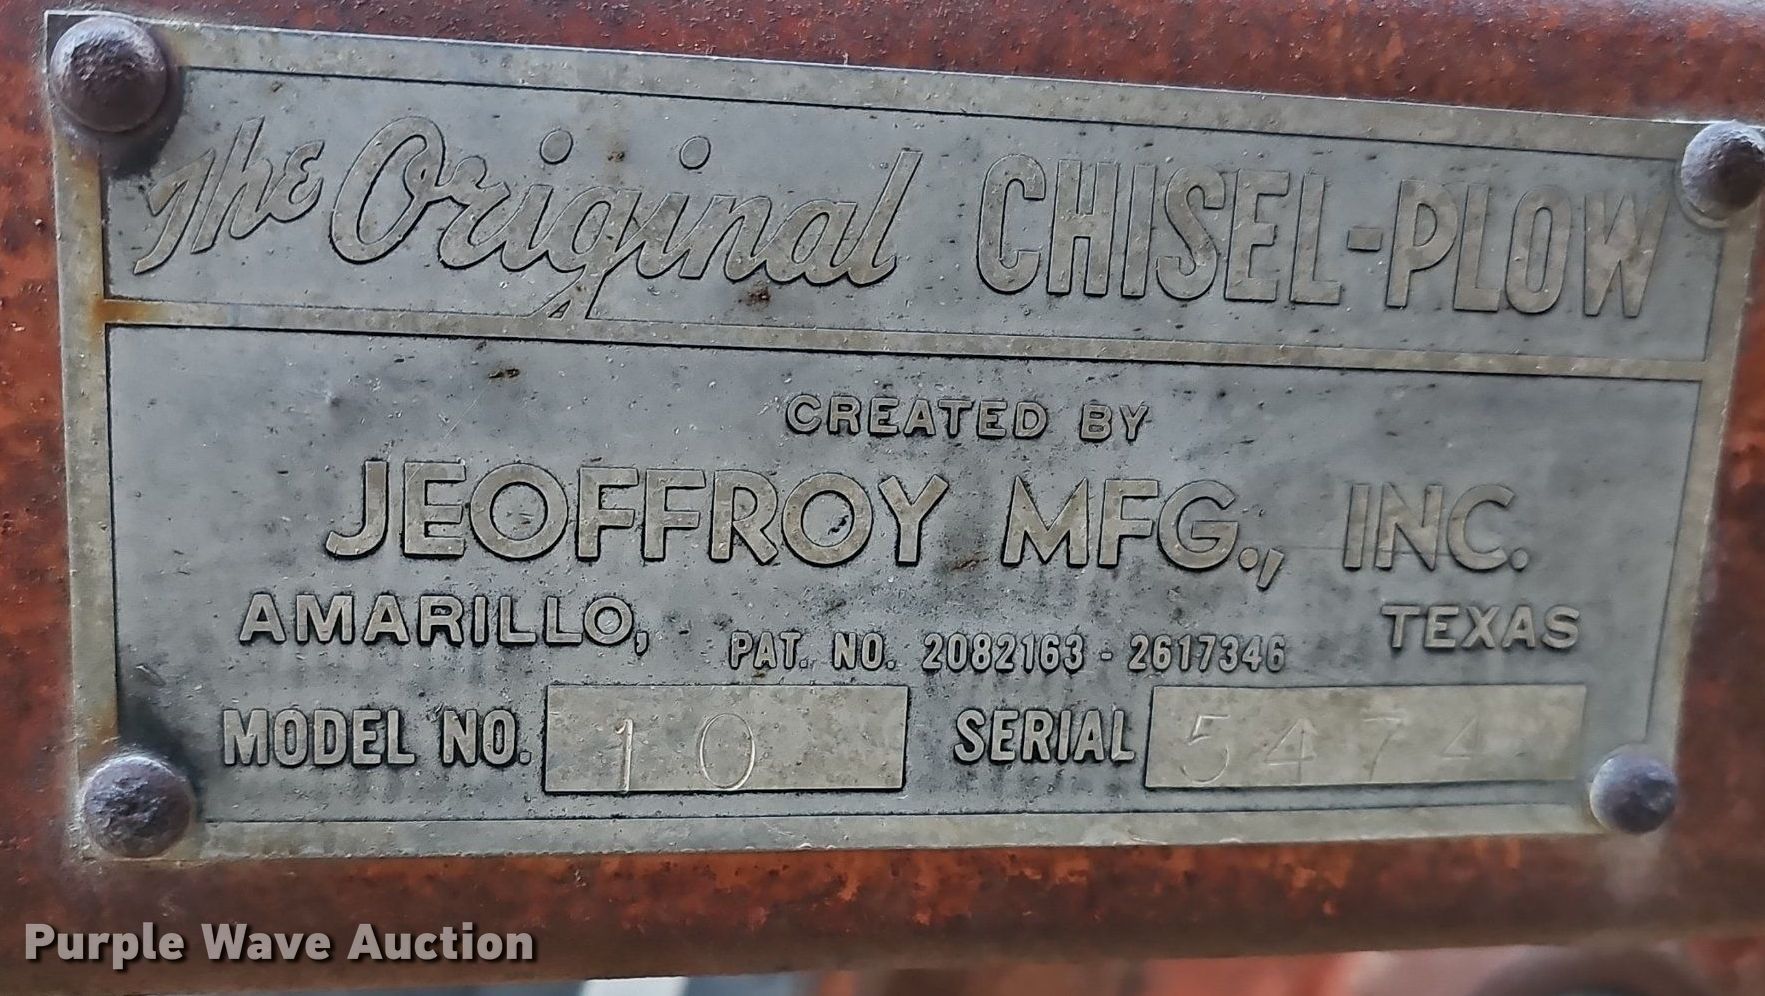 The Original CHISEL-PLOW
CREATED BY
JEOFFROY MFG., INC.
AMARILLO, TEXAS
PAT. NO. 2082163 - 2617346
MODEL NO. 10 SERIAL 5474
Purple Wave Auction